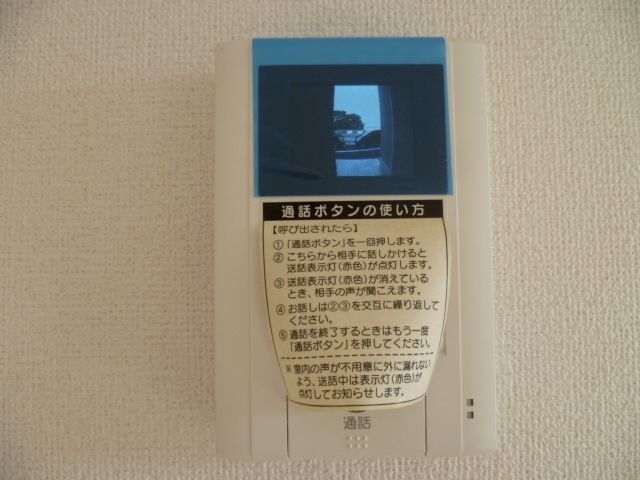 通話ボタンの使い方
【呼び出されたら】
①「通話ボタン」を一回押します。
②こちらから相手に話しかけると
送話表示灯(赤色)が点灯します。
③送話表示灯(赤色)が消えている
とき、相手の声が聞こえます。
④お話しは②③を交互に繰り返して
ください。
⑤通話を終了するときはもう一度
「通話ボタン」を押してください。
※室内の声が不用意に外に漏れない
よう、送話中は表示灯(赤色)が
点灯してお知らせします。
通話